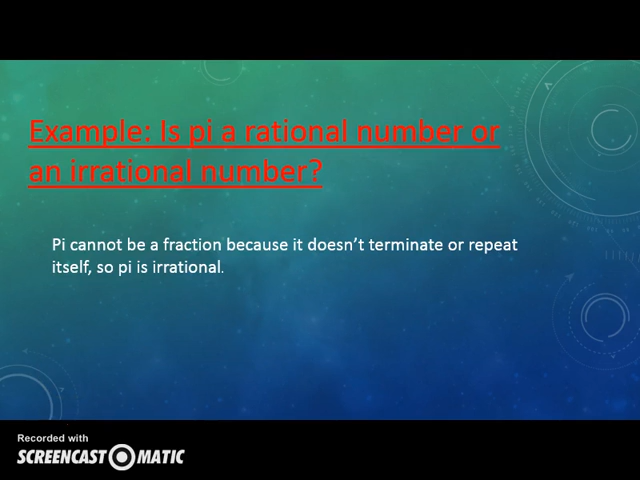 Example: Is pi a rational number or
an irrational number?
Pi cannot be a fraction because it doesn’t terminate or repeat
itself, so pi is irrational.
Recorded with
SCREENCAST MATIC